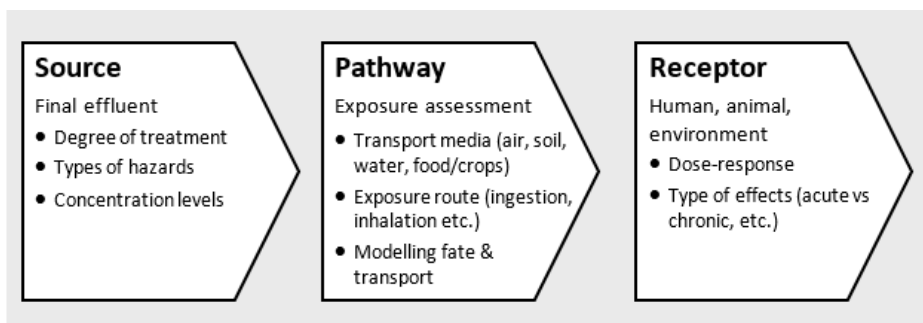 Source
Final effluent
• Degree of treatment
• Types of hazards
• Concentration levels
Pathway
Exposure assessment
• Transport media (air, soil,
water, food/crops)
• Exposure route (ingestion,
inhalation etc.)
• Modelling fate &
transport
Receptor
Human, animal,
environment
• Dose-response
• Type of effects (acute vs
chronic, etc.)